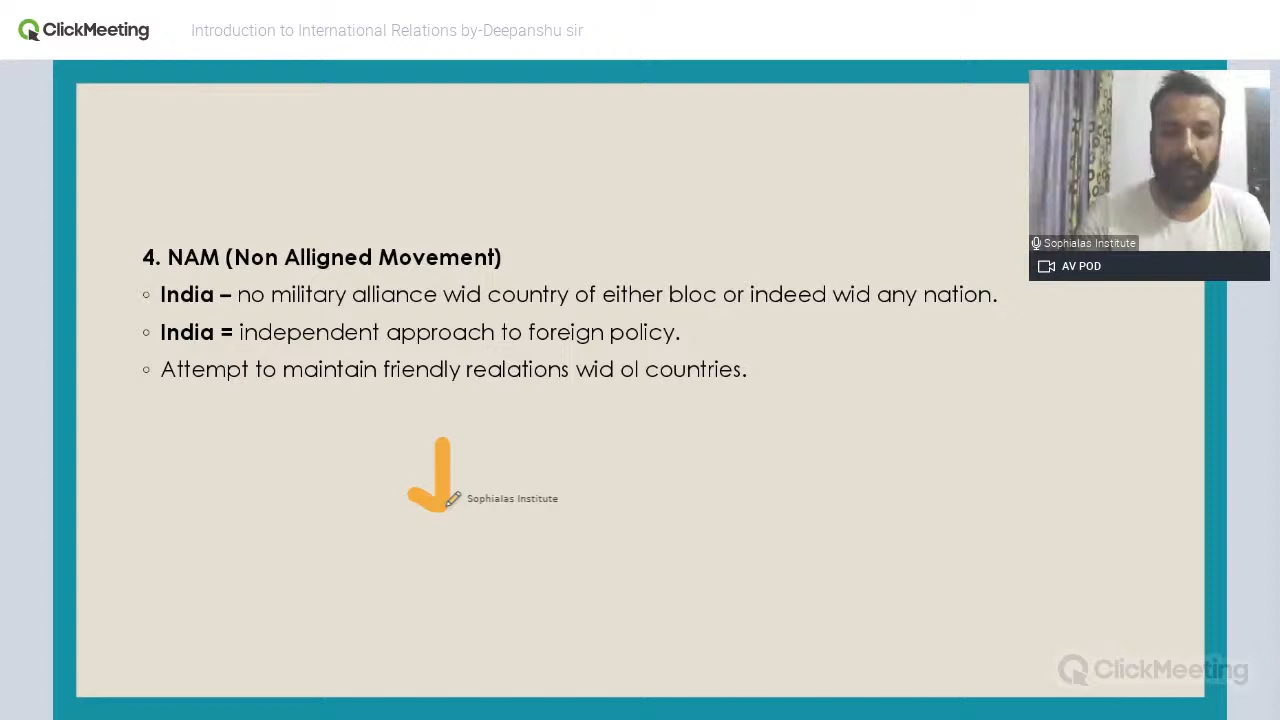 ClickMeeting
Introduction to International Relations by-Deepanshu sir
4. NAM (Non Alligned Movement)
◦ India – no military alliance wid country of either bloc or indeed wid any nation.
◦ India = independent approach to foreign policy.
◦ Attempt to maintain friendly realations wid ol countries.
SophiaIas Institute
SophiaIas Institute
AV POD
ClickMeeting